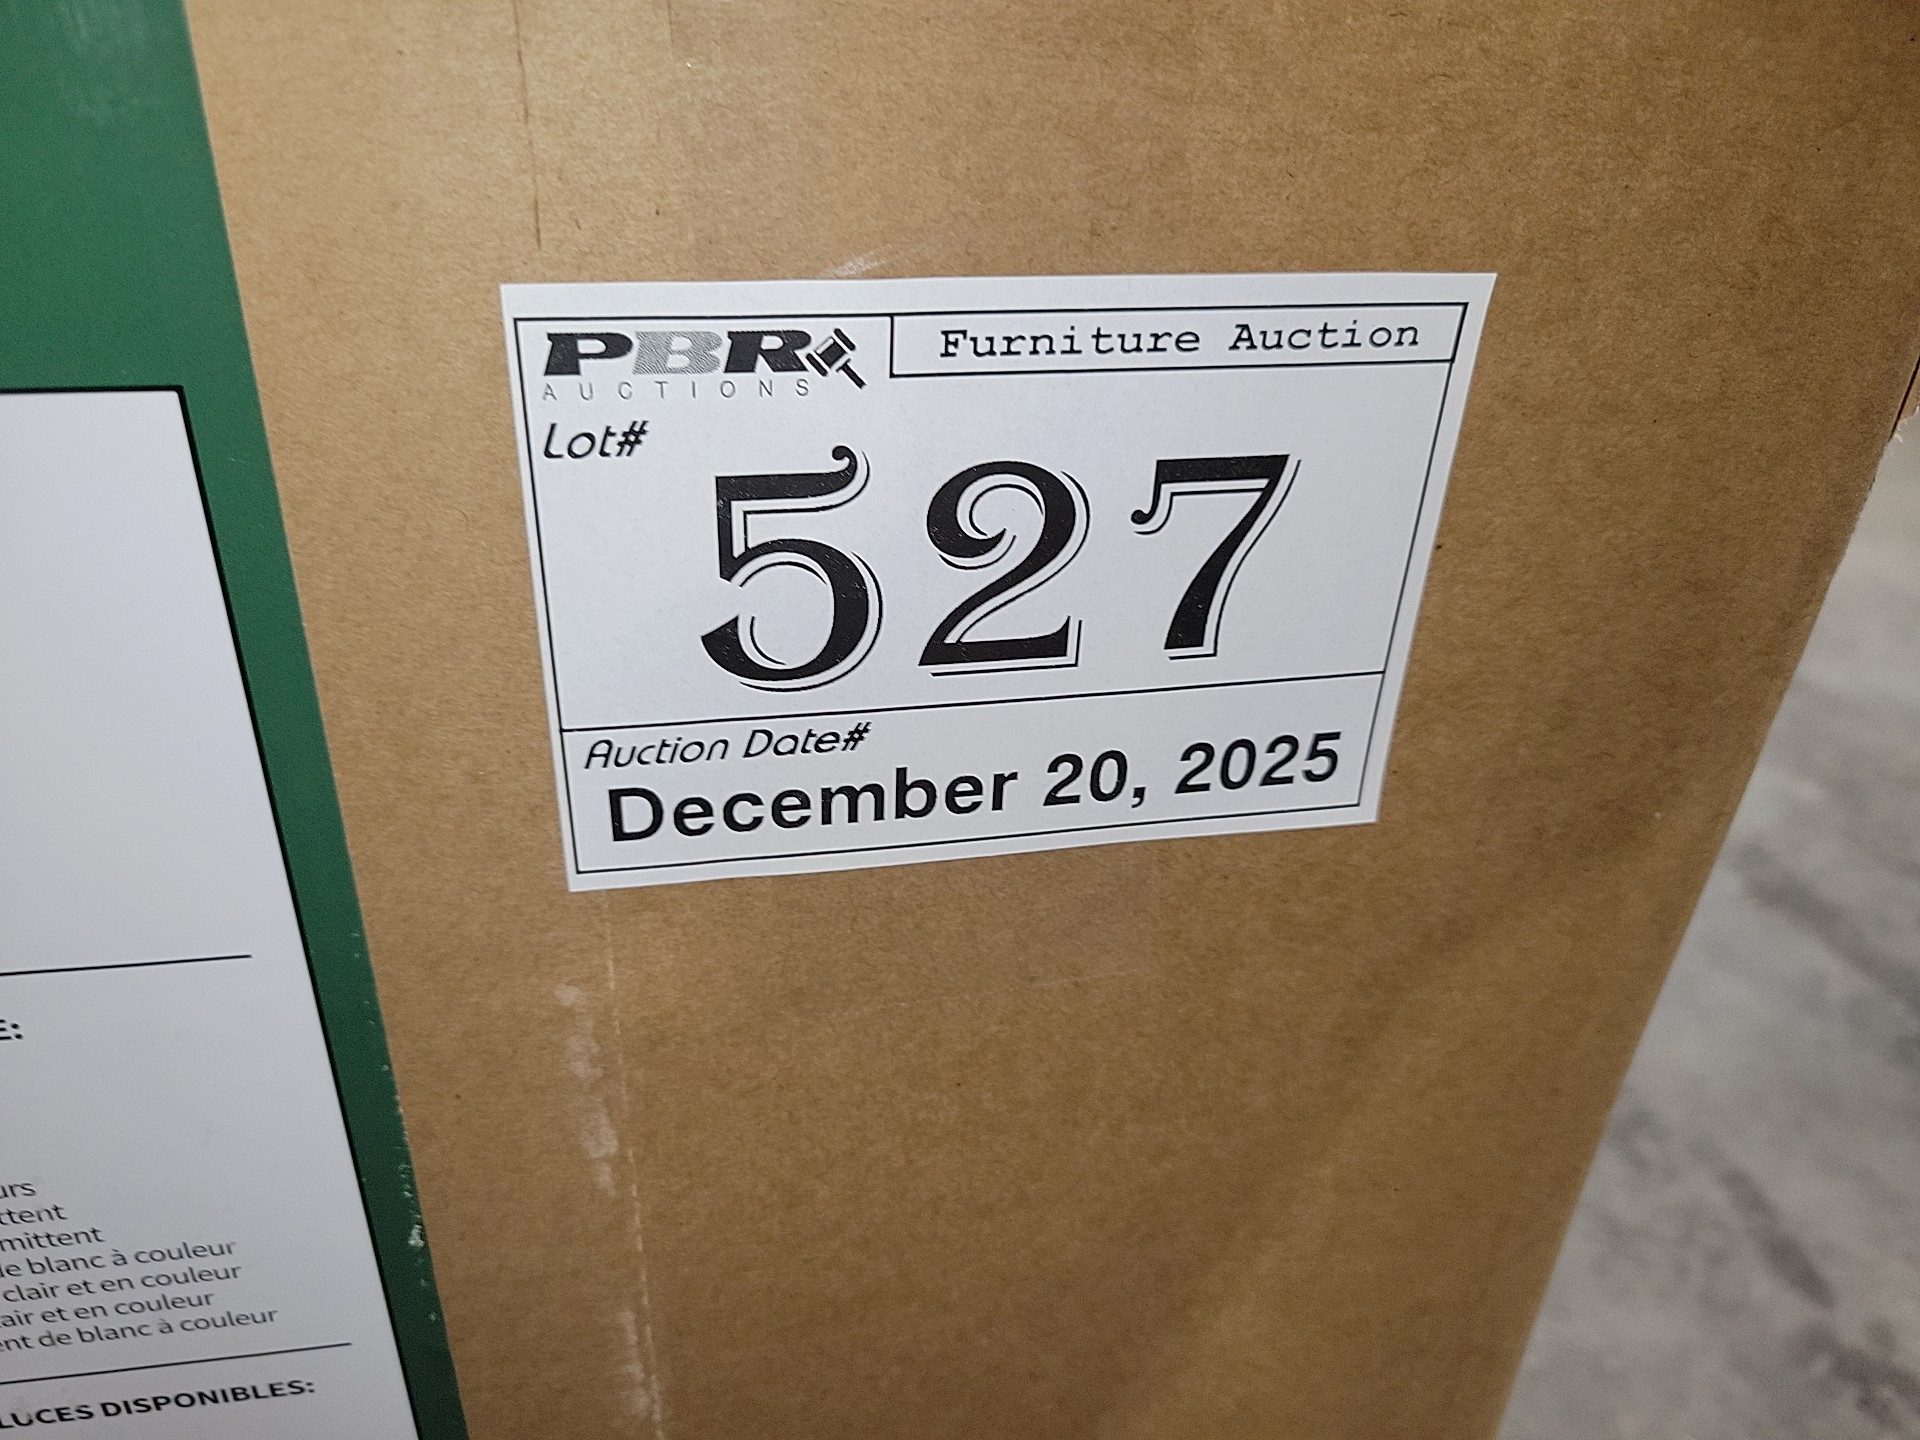 PBR
AUCTIONS
Furniture Auction
Lot#
527
Auction Date#
December 20, 2025
E:
urs
ttent
mittent
de blanc à couleur
clair et en couleur
air et en couleur
ent de blanc à couleur
LUCES DISPONIBLES: